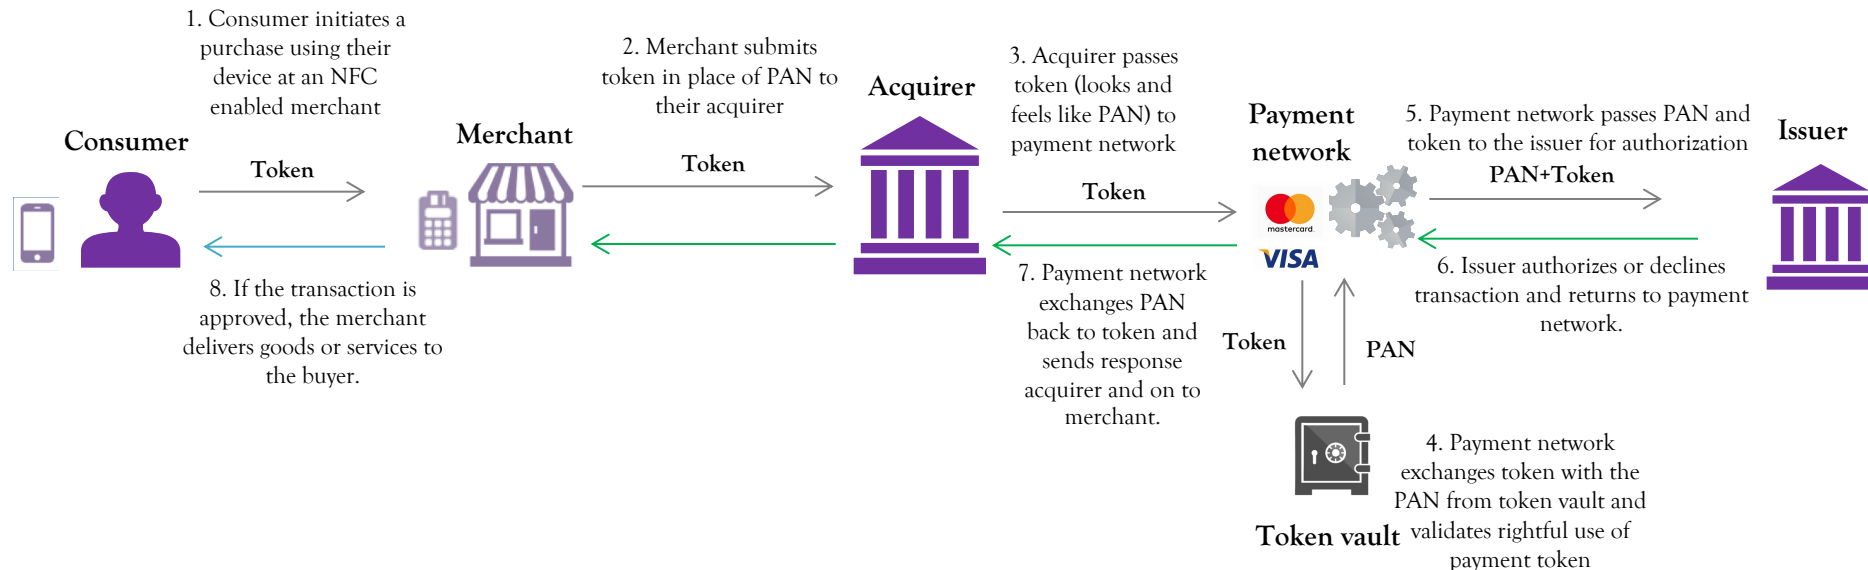 1. Consumer initiates a
purchase using their
device at an NFC
enabled merchant
Consumer
Token
8. If the transaction is
approved, the merchant
delivers goods or services to
the buyer.
Merchant
2. Merchant submits
token in place of PAN to
their acquirer
Token
Acquirer
3. Acquirer passes
token (looks and
feels like PAN) to
payment network
Token
7. Payment network
exchanges PAN
back to token and
sends response
acquirer and on to
merchant.
Payment
network
mastercard.
VISA
Token
PAN
Token vault
4. Payment network
exchanges token with the
PAN from token vault and
validates rightful use of
payment token
5. Payment network passes PAN and
token to the issuer for authorization
PAN+Token
6. Issuer authorizes or declines
transaction and returns to payment
network.
Issuer